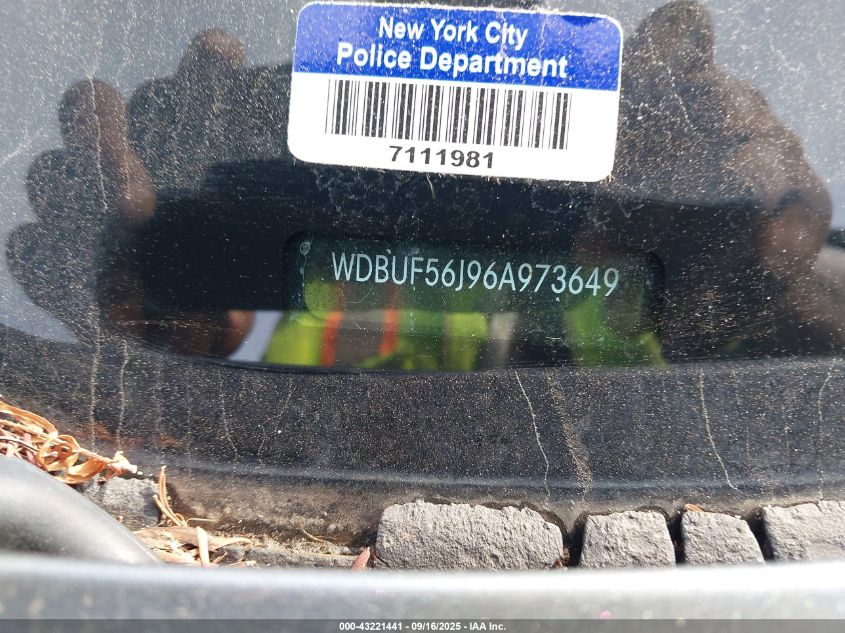 New York City
Police Department
7111981
WDBUF56J96A973649
000-43221441 - 09/16/2025 - IAA Inc.